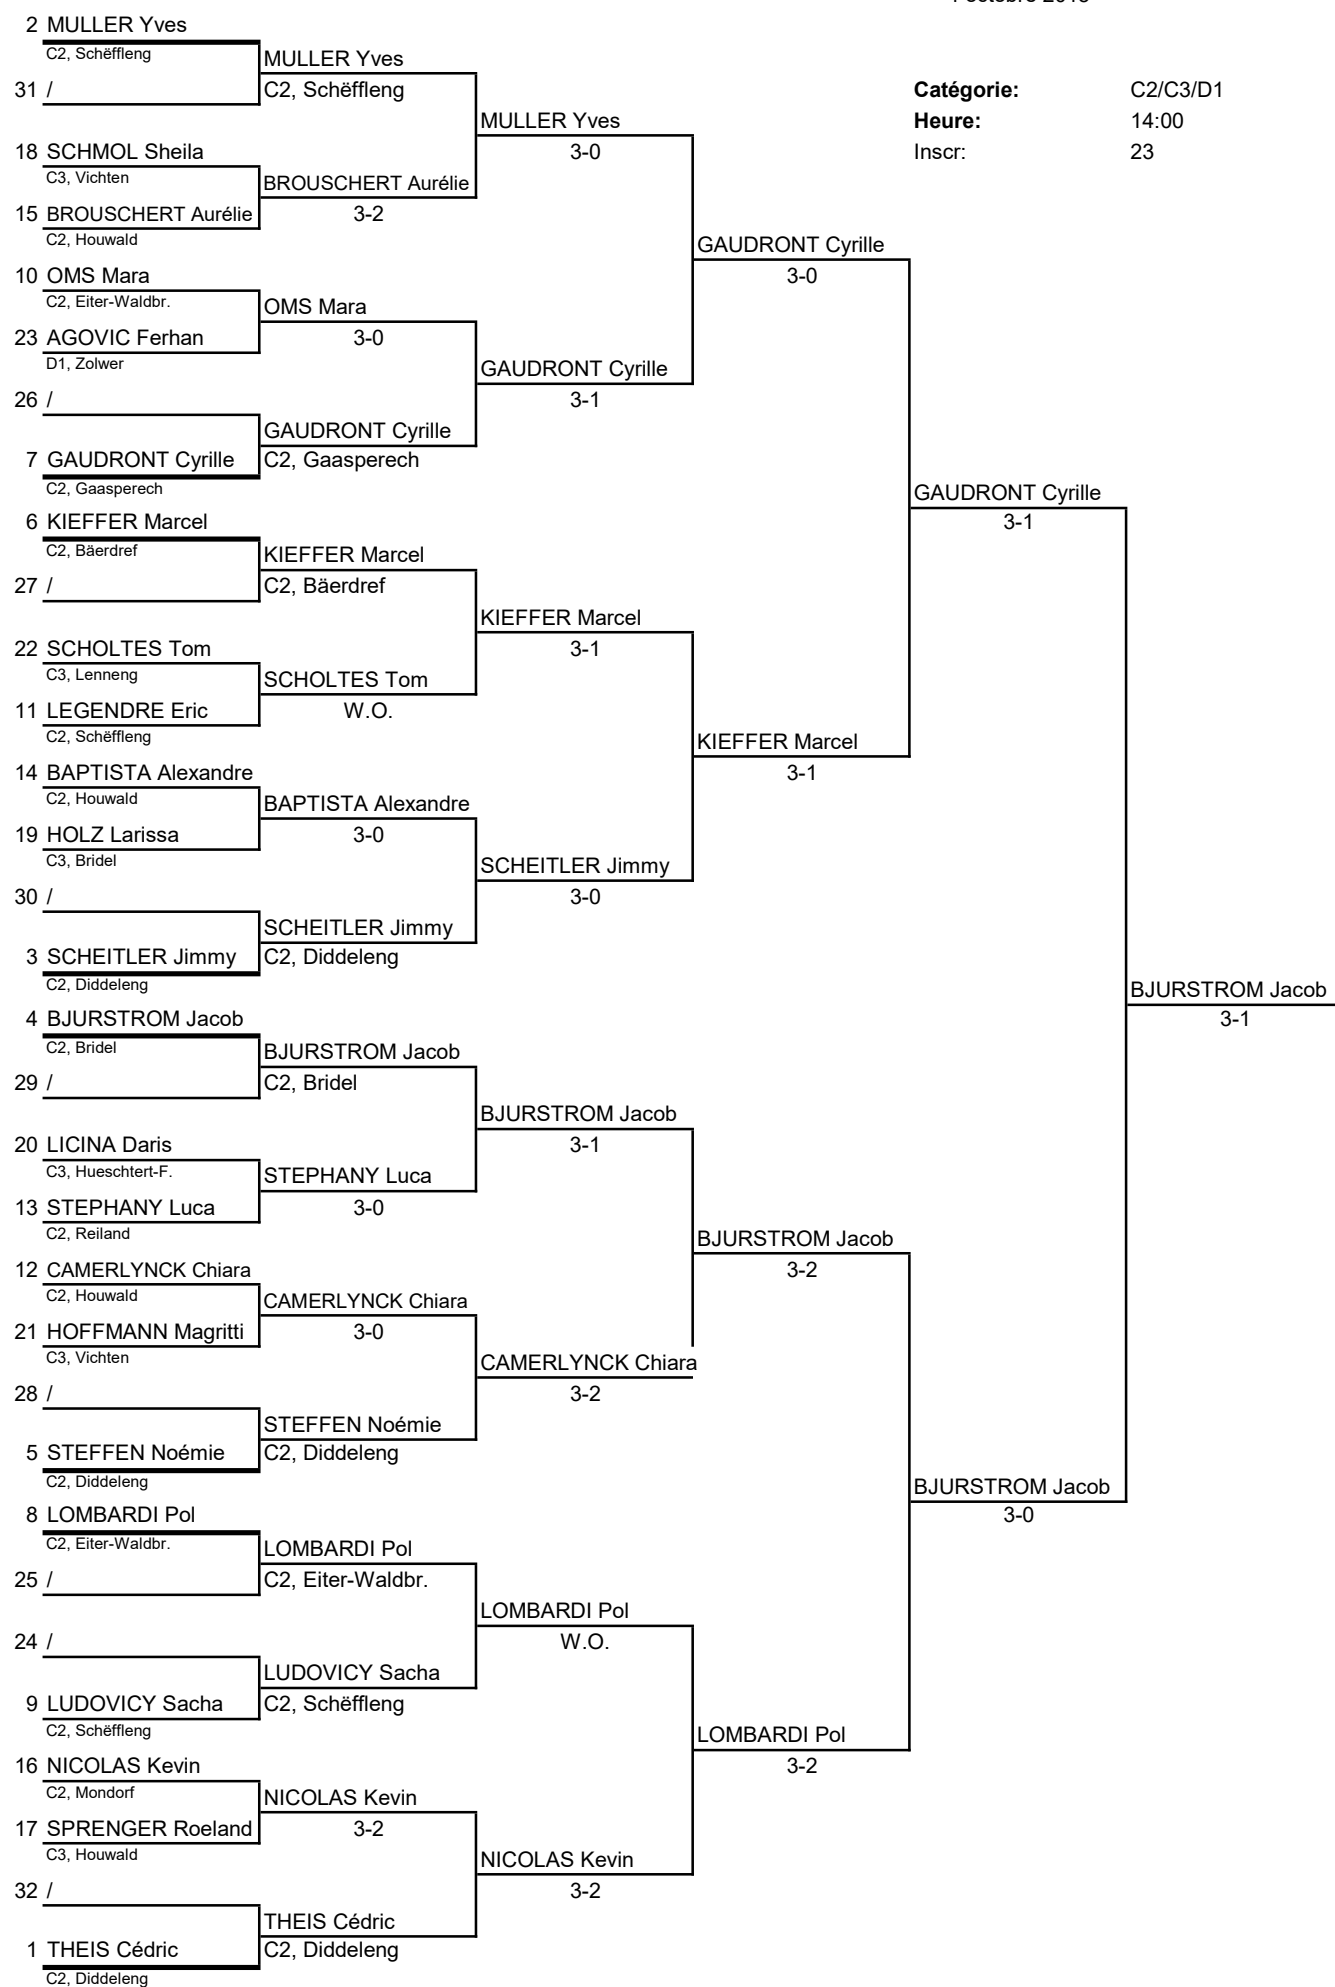 2 MULLER Yves
C2, Schëffleng
MULLER Yves
31 /
C2, Schëffleng
Catégorie: C2/C3/D1
MULLER Yves
Heure: 14:00
18 SCHMOL Sheila
3-0
Inscr: 23
C3, Vichten
BROUSCHERT Aurélie
15 BROUSCHERT Aurélie
3-2
C2, Houwald
GAUDRONT Cyrille
10 OMS Mara
3-0
C2, Eiter-Waldbr.
OMS Mara
23 AGOVIC Ferhan
3-0
D1, Zolwer
GAUDRONT Cyrille
26 /
3-1
GAUDRONT Cyrille
7 GAUDRONT Cyrille
C2, Gaasperech
C2, Gaasperech
GAUDRONT Cyrille
6 KIEFFER Marcel
3-1
C2, Bäerdref
KIEFFER Marcel
27 /
C2, Bäerdref
KIEFFER Marcel
22 SCHOLTES Tom
3-1
C3, Lenneng
SCHOLTES Tom
11 LEGENDRE Eric
W.O.
C2, Schëffleng
KIEFFER Marcel
14 BAPTISTA Alexandre
3-1
C2, Houwald
BAPTISTA Alexandre
19 HOLZ Larissa
3-0
C3, Bridel
SCHEITLER Jimmy
30 /
3-0
SCHEITLER Jimmy
3 SCHEITLER Jimmy
C2, Diddeleng
C2, Diddeleng
BJURSTROM Jacob
4 BJURSTROM Jacob
3-1
C2, Bridel
BJURSTROM Jacob
29 /
C2, Bridel
BJURSTROM Jacob
20 LICINA Daris
3-1
C3, Hueschtert-F.
STEPHANY Luca
13 STEPHANY Luca
3-0
C2, Reiland
BJURSTROM Jacob
12 CAMERLYNCK Chiara
3-2
C2, Houwald
CAMERLYNCK Chiara
21 HOFFMANN Magritti
3-0
C3, Vichten
CAMERLYNCK Chiara
28 /
3-2
STEFFEN Noémie
5 STEFFEN Noémie
C2, Diddeleng
C2, Diddeleng
BJURSTROM Jacob
8 LOMBARDI Pol
3-0
C2, Eiter-Waldbr.
LOMBARDI Pol
25 /
C2, Eiter-Waldbr.
LOMBARDI Pol
24 /
W.O.
LUDOVICY Sacha
9 LUDOVICY Sacha
C2, Schëffleng
C2, Schëffleng
LOMBARDI Pol
16 NICOLAS Kevin
3-2
C2, Mondorf
NICOLAS Kevin
17 SPRENGER Roeland
3-2
C3, Houwald
NICOLAS Kevin
32 /
3-2
THEIS Cédric
1 THEIS Cédric
C2, Diddeleng
C2, Diddeleng